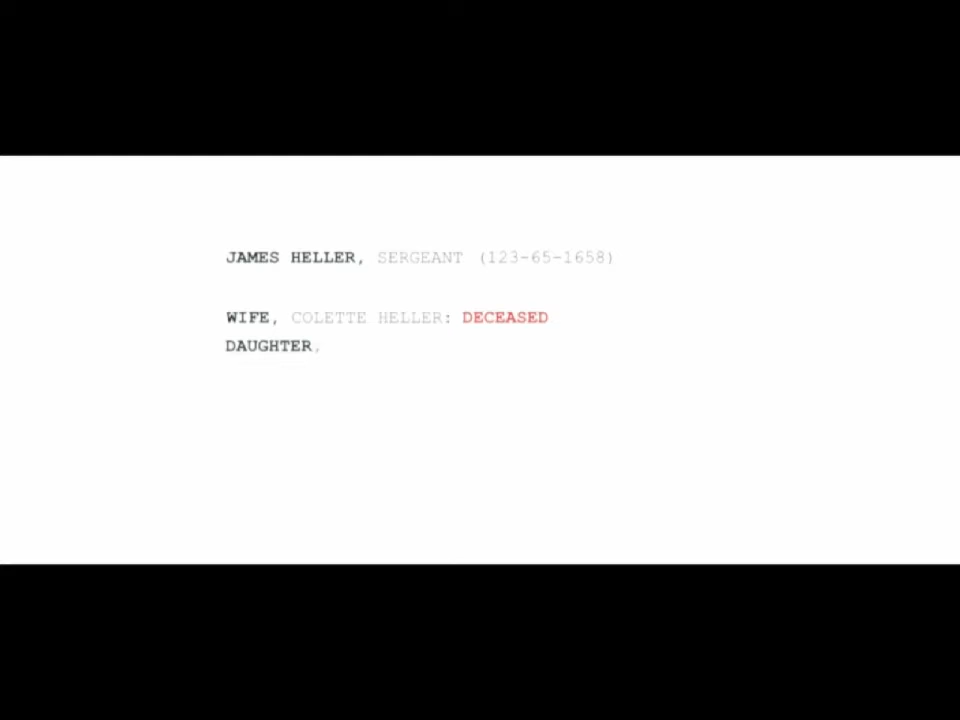 JAMES HELLER, SERGEANT (123-65-1658)
WIFE, COLETTE HELLER: DECEASED
DAUGHTER,